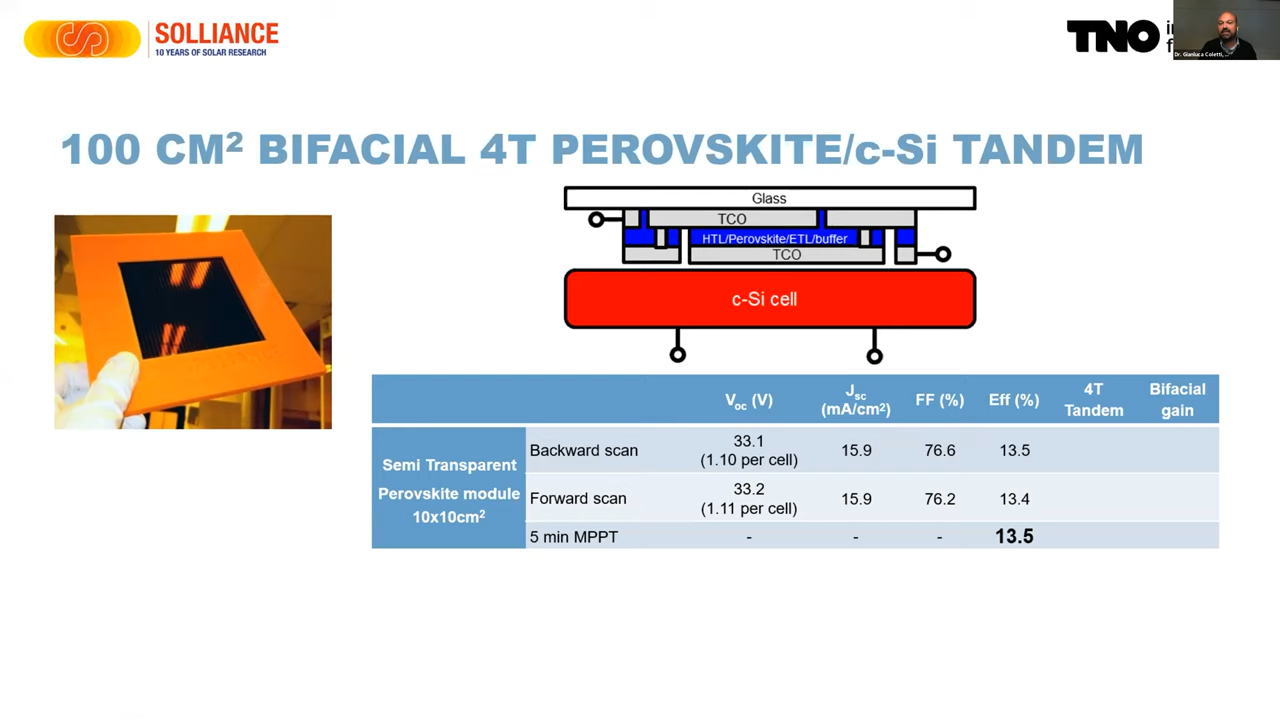 SOLLIANCE
10 YEARS OF SOLAR RESEARCH
TNO
Dr. Gianluca Coletti, ...
100 CM² BIFACIAL 4T PEROVSKITE/c-Si TANDEM
Glass
TCO
HTL/Perovskite/ETL/buffer
TCO
c-Si cell
Voc (V)
Jsc (mA/cm²)
FF (%)
Eff (%)
4T Tandem
Bifacial gain
Semi Transparent
Perovskite module
10x10cm²
Backward scan
33.1
(1.10 per cell)
15.9
76.6
13.5
Forward scan
33.2
(1.11 per cell)
15.9
76.2
13.4
5 min MPPT
-
-
-
13.5